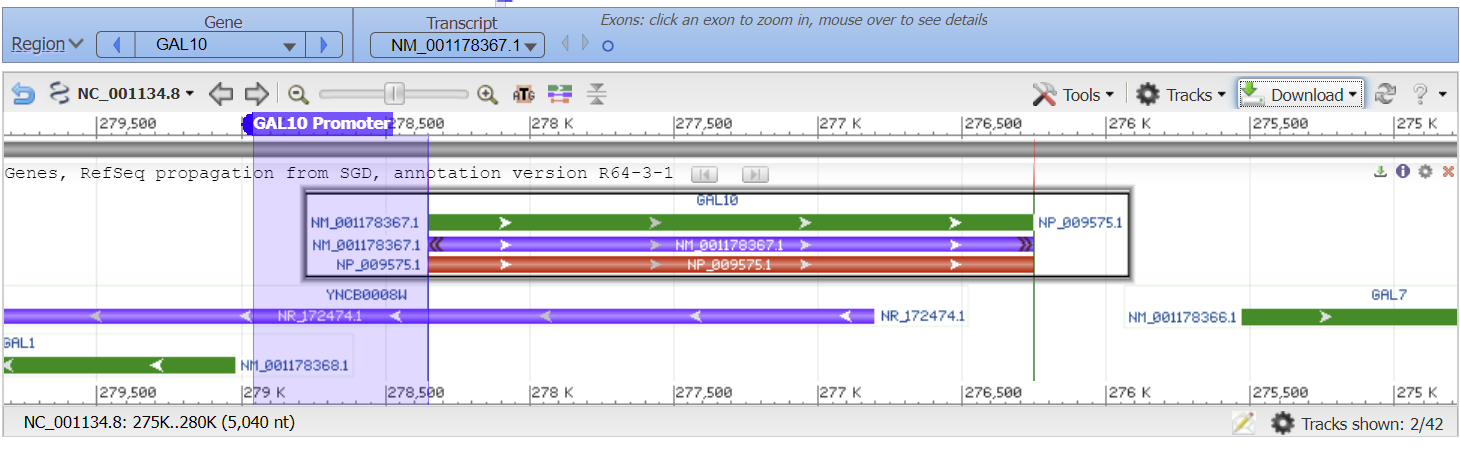 Gene Transcript Exons: click an exon to zoom in, mouse over to see details
Region GAL10 NM_001178367.1
NC_001134.8 ATG Tools Tracks Download ?
279,500 GAL10 Promoter 278,500 278 K 277,500 277 K 276,500 276 K 275,500 275 K
Genes, RefSeq propagation from SGD, annotation version R64-3-1
GAL10
NM_001178367.1 NP_009575.1
NM_001178367.1 NM_001178367.1
NP_009575.1 NP_009575.1
YNCB0008W GAL7
NR_172474.1 NR_172474.1 NM_001178366.1
GAL1
NM_001178368.1
279,500 279 K 278,500 278 K 277,500 277 K 276,500 276 K 275,500 275 K
NC_001134.8: 275K..280K (5,040 nt) Tracks shown: 2/42